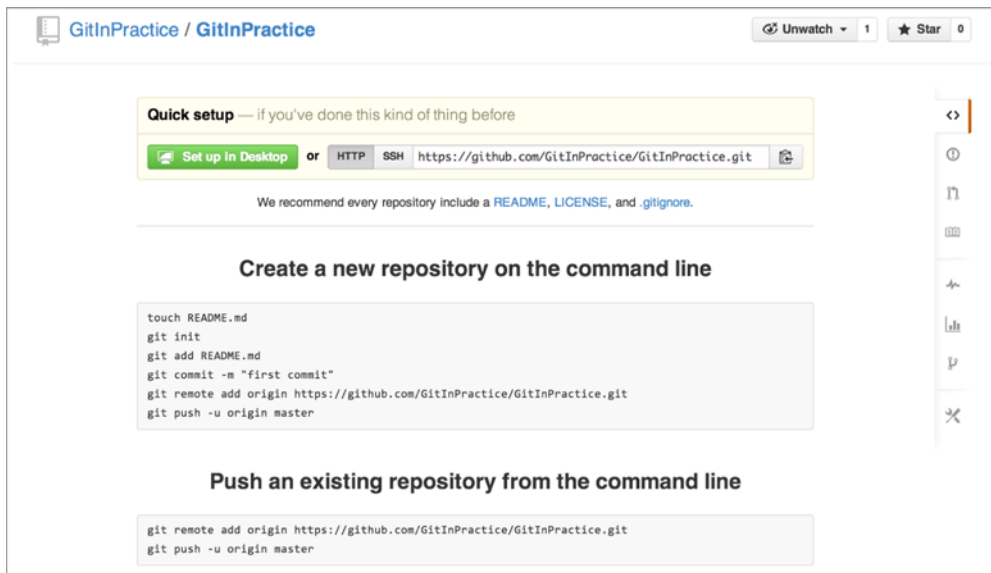 GitInPractice / GitInPractice
Unwatch 1 Star 0
Quick setup — if you've done this kind of thing before
Set up in Desktop or HTTP SSH https://github.com/GitInPractice/GitInPractice.git
We recommend every repository include a README, LICENSE, and .gitignore.
Create a new repository on the command line
touch README.md
git init
git add README.md
git commit -m "first commit"
git remote add origin https://github.com/GitInPractice/GitInPractice.git
git push -u origin master
Push an existing repository from the command line
git remote add origin https://github.com/GitInPractice/GitInPractice.git
git push -u origin master